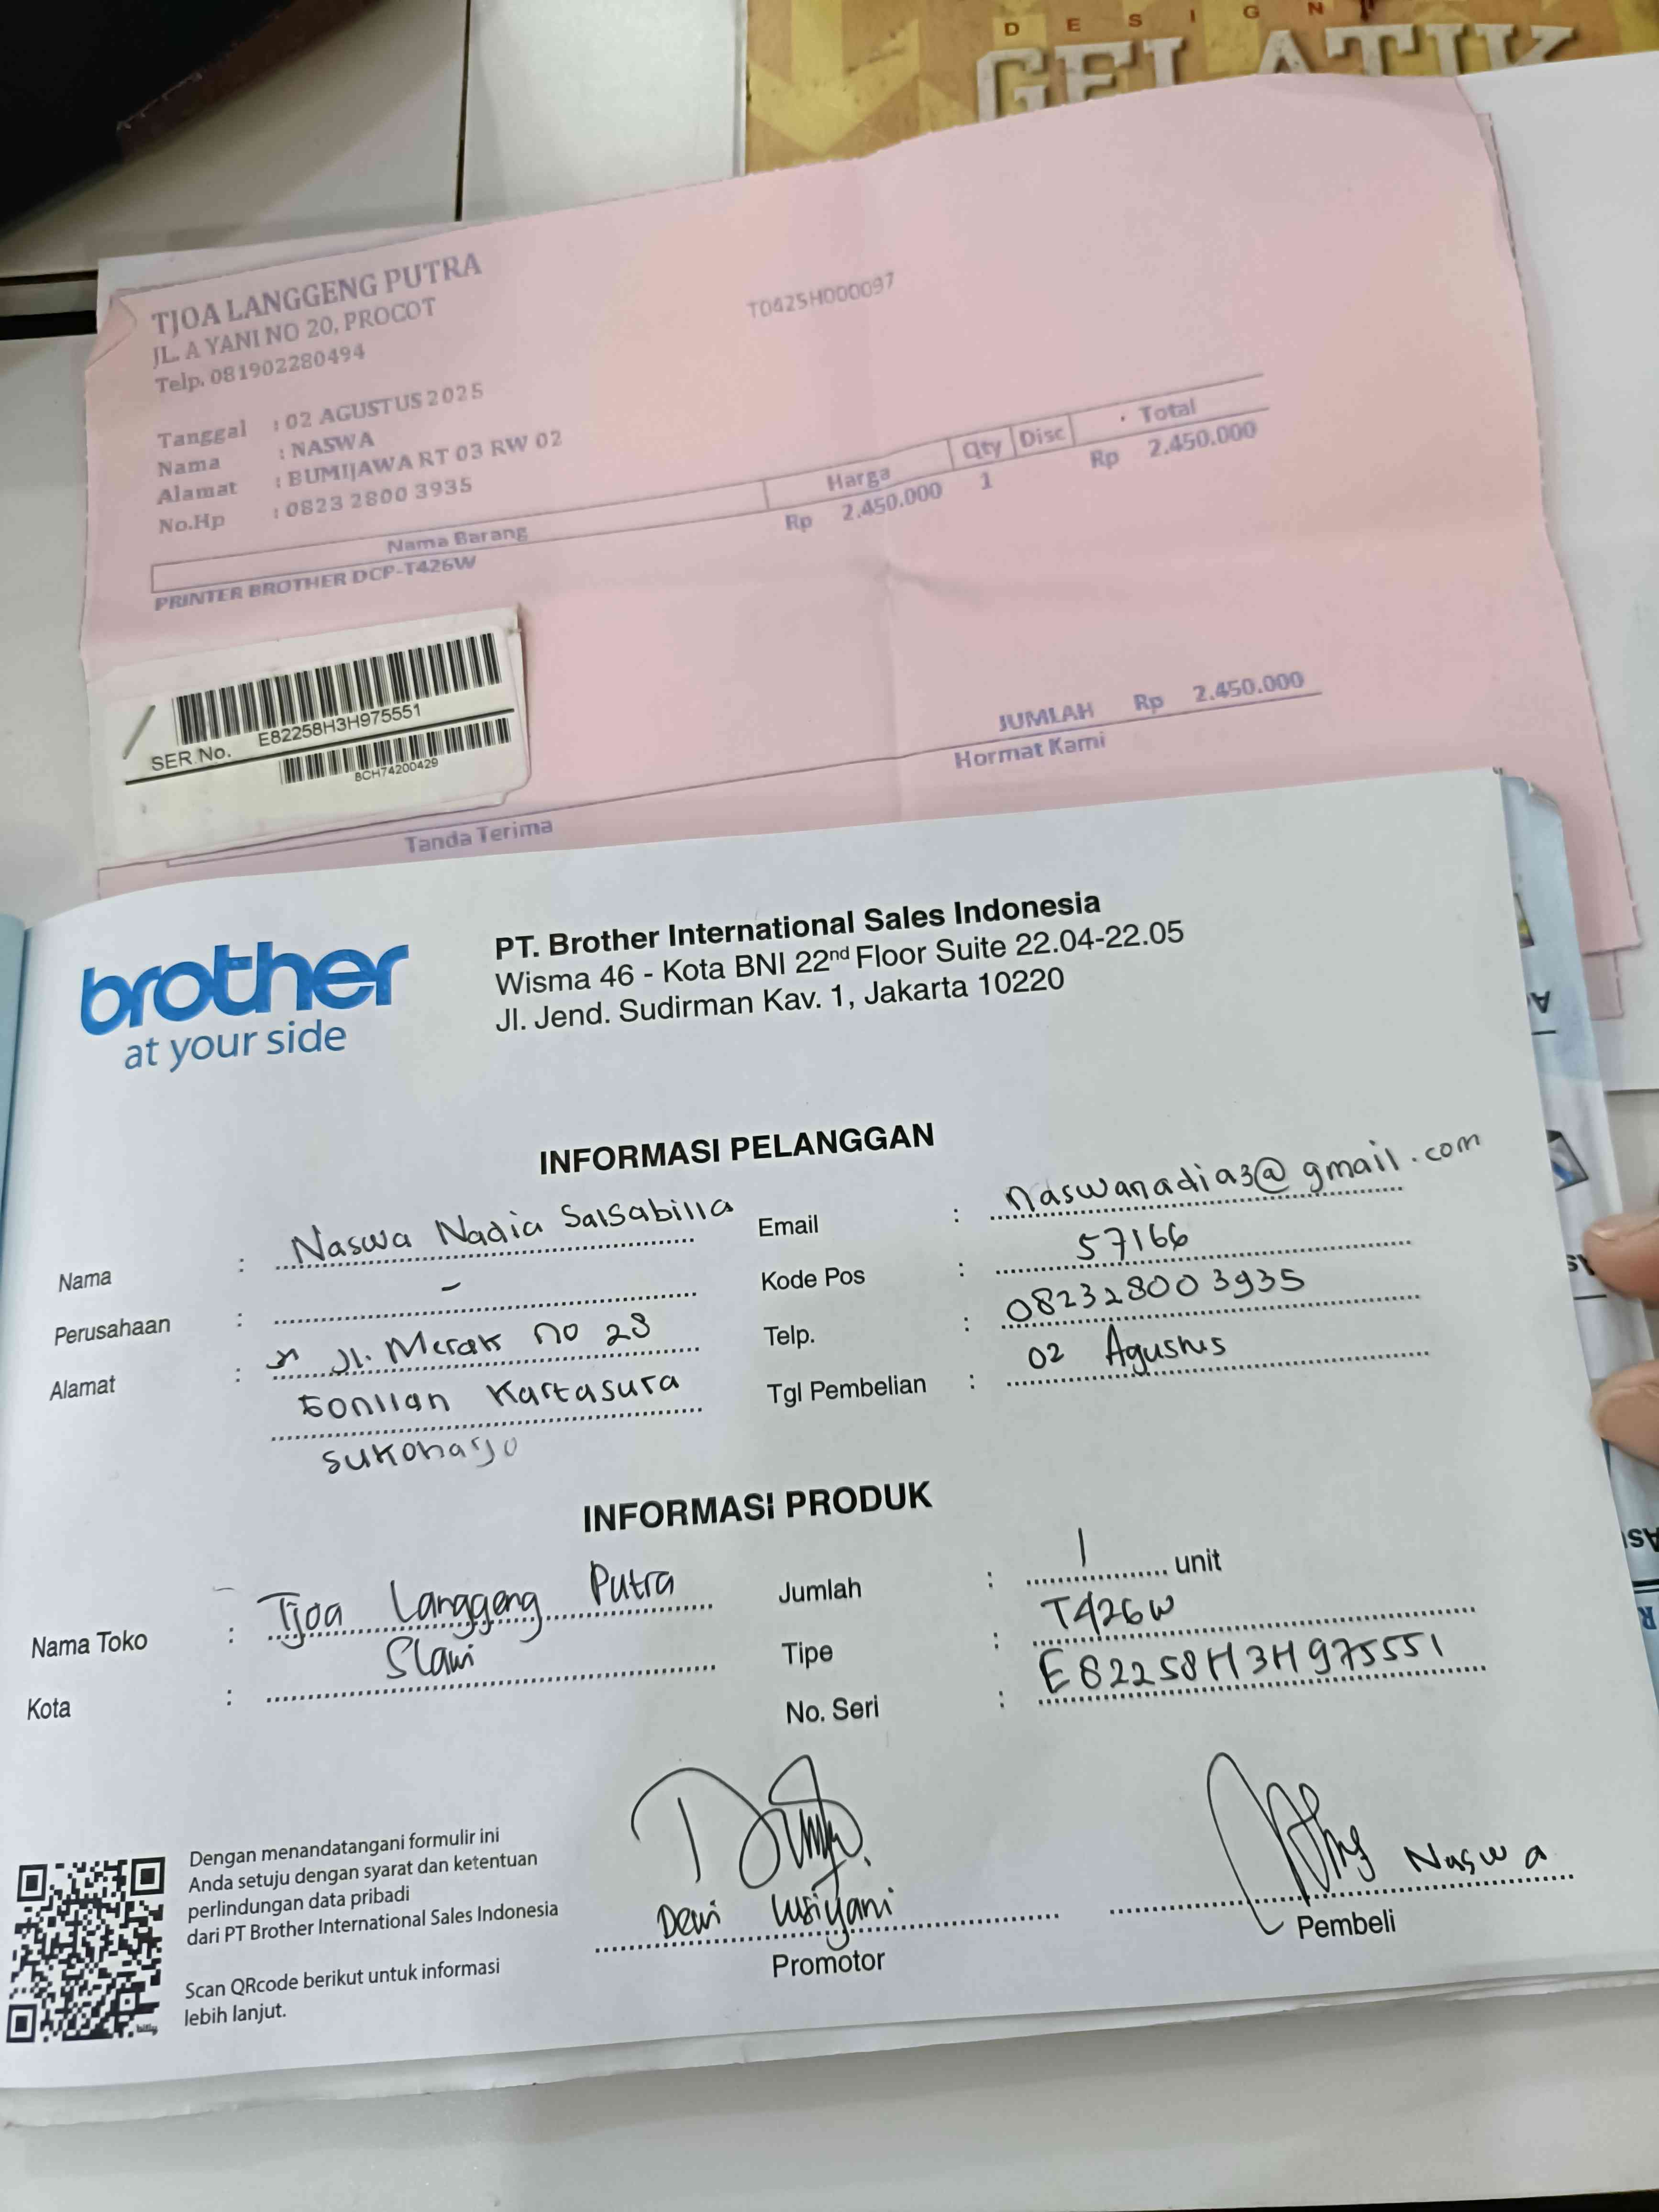 DESIGN
GELATIK
TJOA LANGGENG PUTRA
JL. A YANI NO 20, PROCOT
Telp. 081902280494
T0425H000097
Tanggal : 02 AGUSTUS 2025
Nama : NASWA
Alamat : BUMIJAWA RT 03 RW 02
No.Hp : 0823 2800 3935
Nama Barang Harga Qty Disc Total
PRINTER BROTHER DCP-T426W Rp 2.450.000 1 Rp 2.450.000
SER.No. E82258H3H975551
8CH74200429
JUMLAH Rp 2.450.000
Tanda Terima Hormat Kami
brother
at your side
PT. Brother International Sales Indonesia
Wisma 46 - Kota BNI 22nd Floor Suite 22.04-22.05
Jl. Jend. Sudirman Kav. 1, Jakarta 10220
INFORMASI PELANGGAN
Nama : Naswa Nadia Salsabilla
Perusahaan : -
Alamat : Jl. Merak no 28
Kartasura
Sukoharjo
Email : naswanadia3@gmail.com
Kode Pos : 57166
Telp. : 082328003935
Tgl Pembelian : 02 Agustus
INFORMASI PRODUK
Nama Toko : Tjoa Langgeng Putra
Kota : Slawi
Jumlah : 1 unit
Tipe : T426W
No. Seri : E82258H3H975551
Dengan menandatangani formulir ini
Anda setuju dengan syarat dan ketentuan
perlindungan data pribadi
dari PT Brother International Sales Indonesia
Scan QRcode berikut untuk informasi
lebih lanjut.
bitly
Dewi Lusiyani
Promotor
Naswa
Pembeli